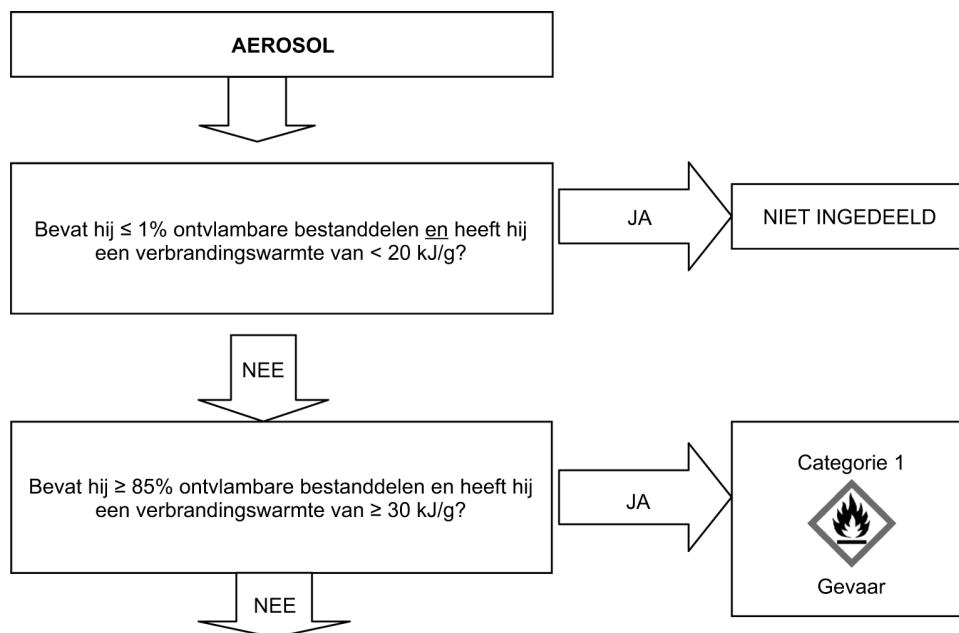 AEROSOL
Bevat hij ≤ 1% ontvlambare bestanddelen en heeft hij
een verbrandingswarmte van < 20 kJ/g?
JA
NIET INGEDEELD
NEE
Bevat hij ≥ 85% ontvlambare bestanddelen en heeft hij
een verbrandingswarmte van ≥ 30 kJ/g?
JA
Categorie 1
Gevaar
NEE